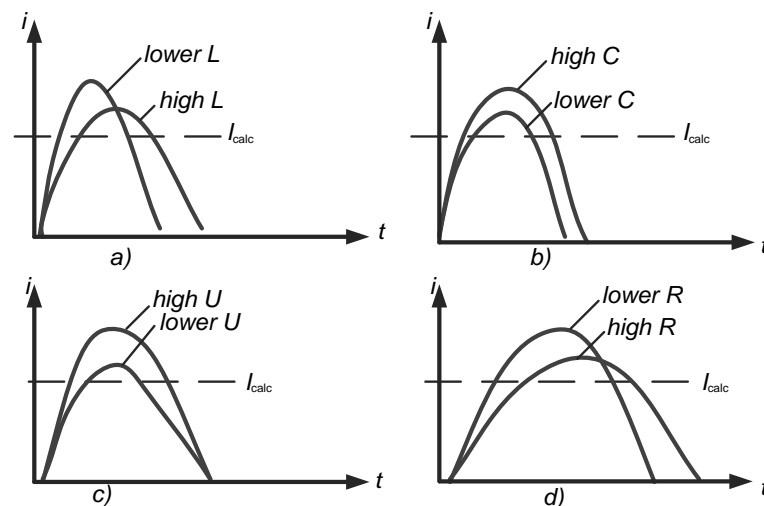 i
lower L
high L
I calc
t
a)
i
high C
lower C
I calc
t
b)
i
high U
lower U
I calc
t
c)
i
lower R
high R
I calc
t
d)